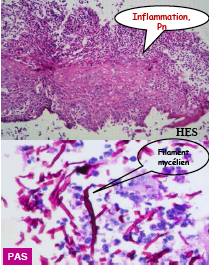 Inflammation,
Pn
HES
Filament
mycélien
PAS